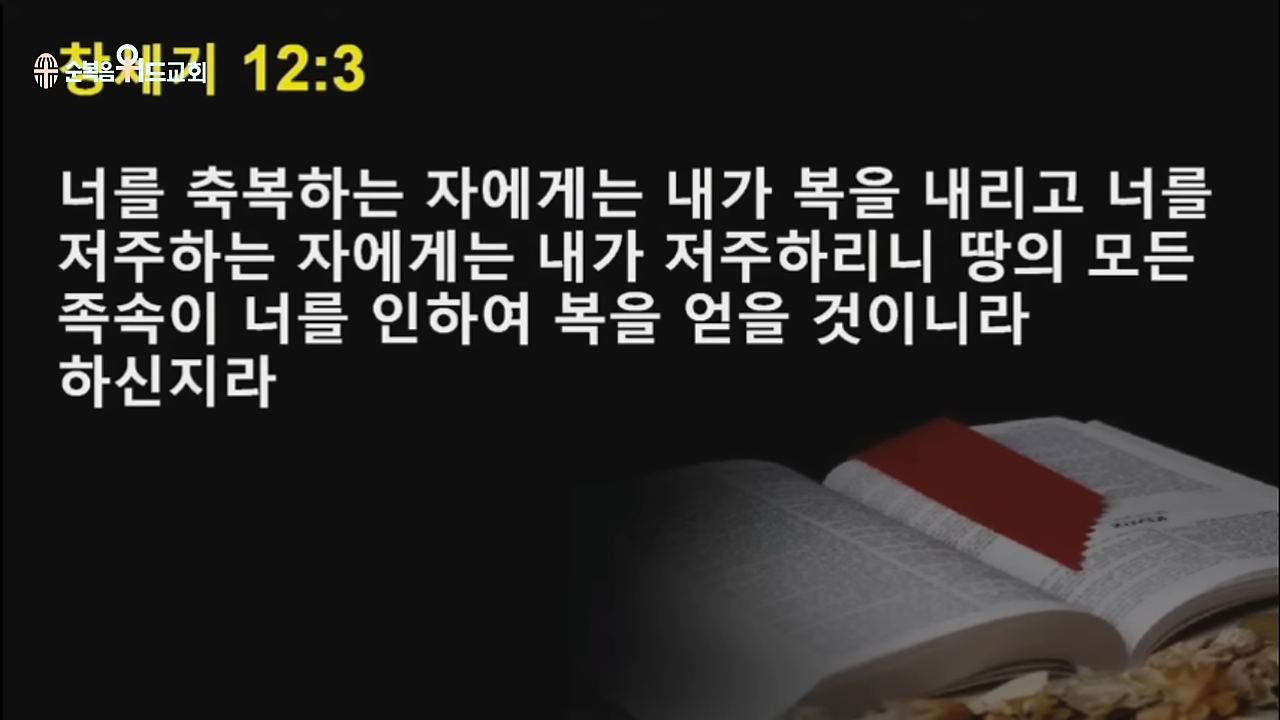 창세기 12:3
순복음위드교회
너를 축복하는 자에게는 내가 복을 내리고 너를
저주하는 자에게는 내가 저주하리니 땅의 모든
족속이 너를 인하여 복을 얻을 것이니라
하신지라